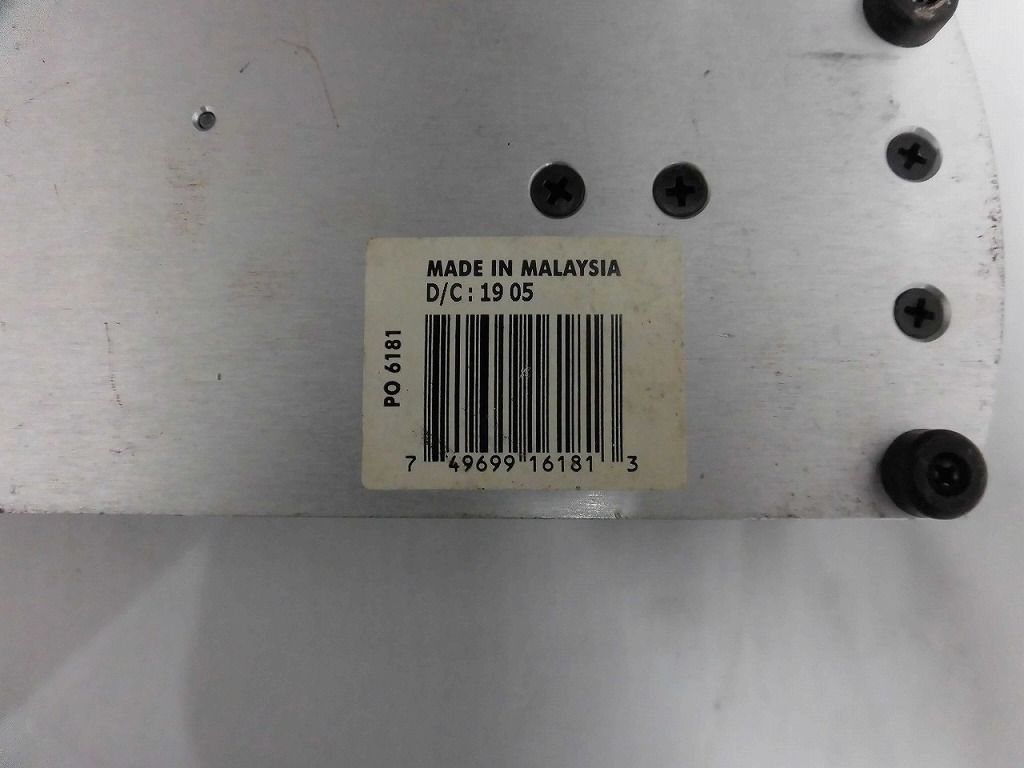 MADE IN MALAYSIA
D/C : 19 05
PO 6181
7 49699 16181 3